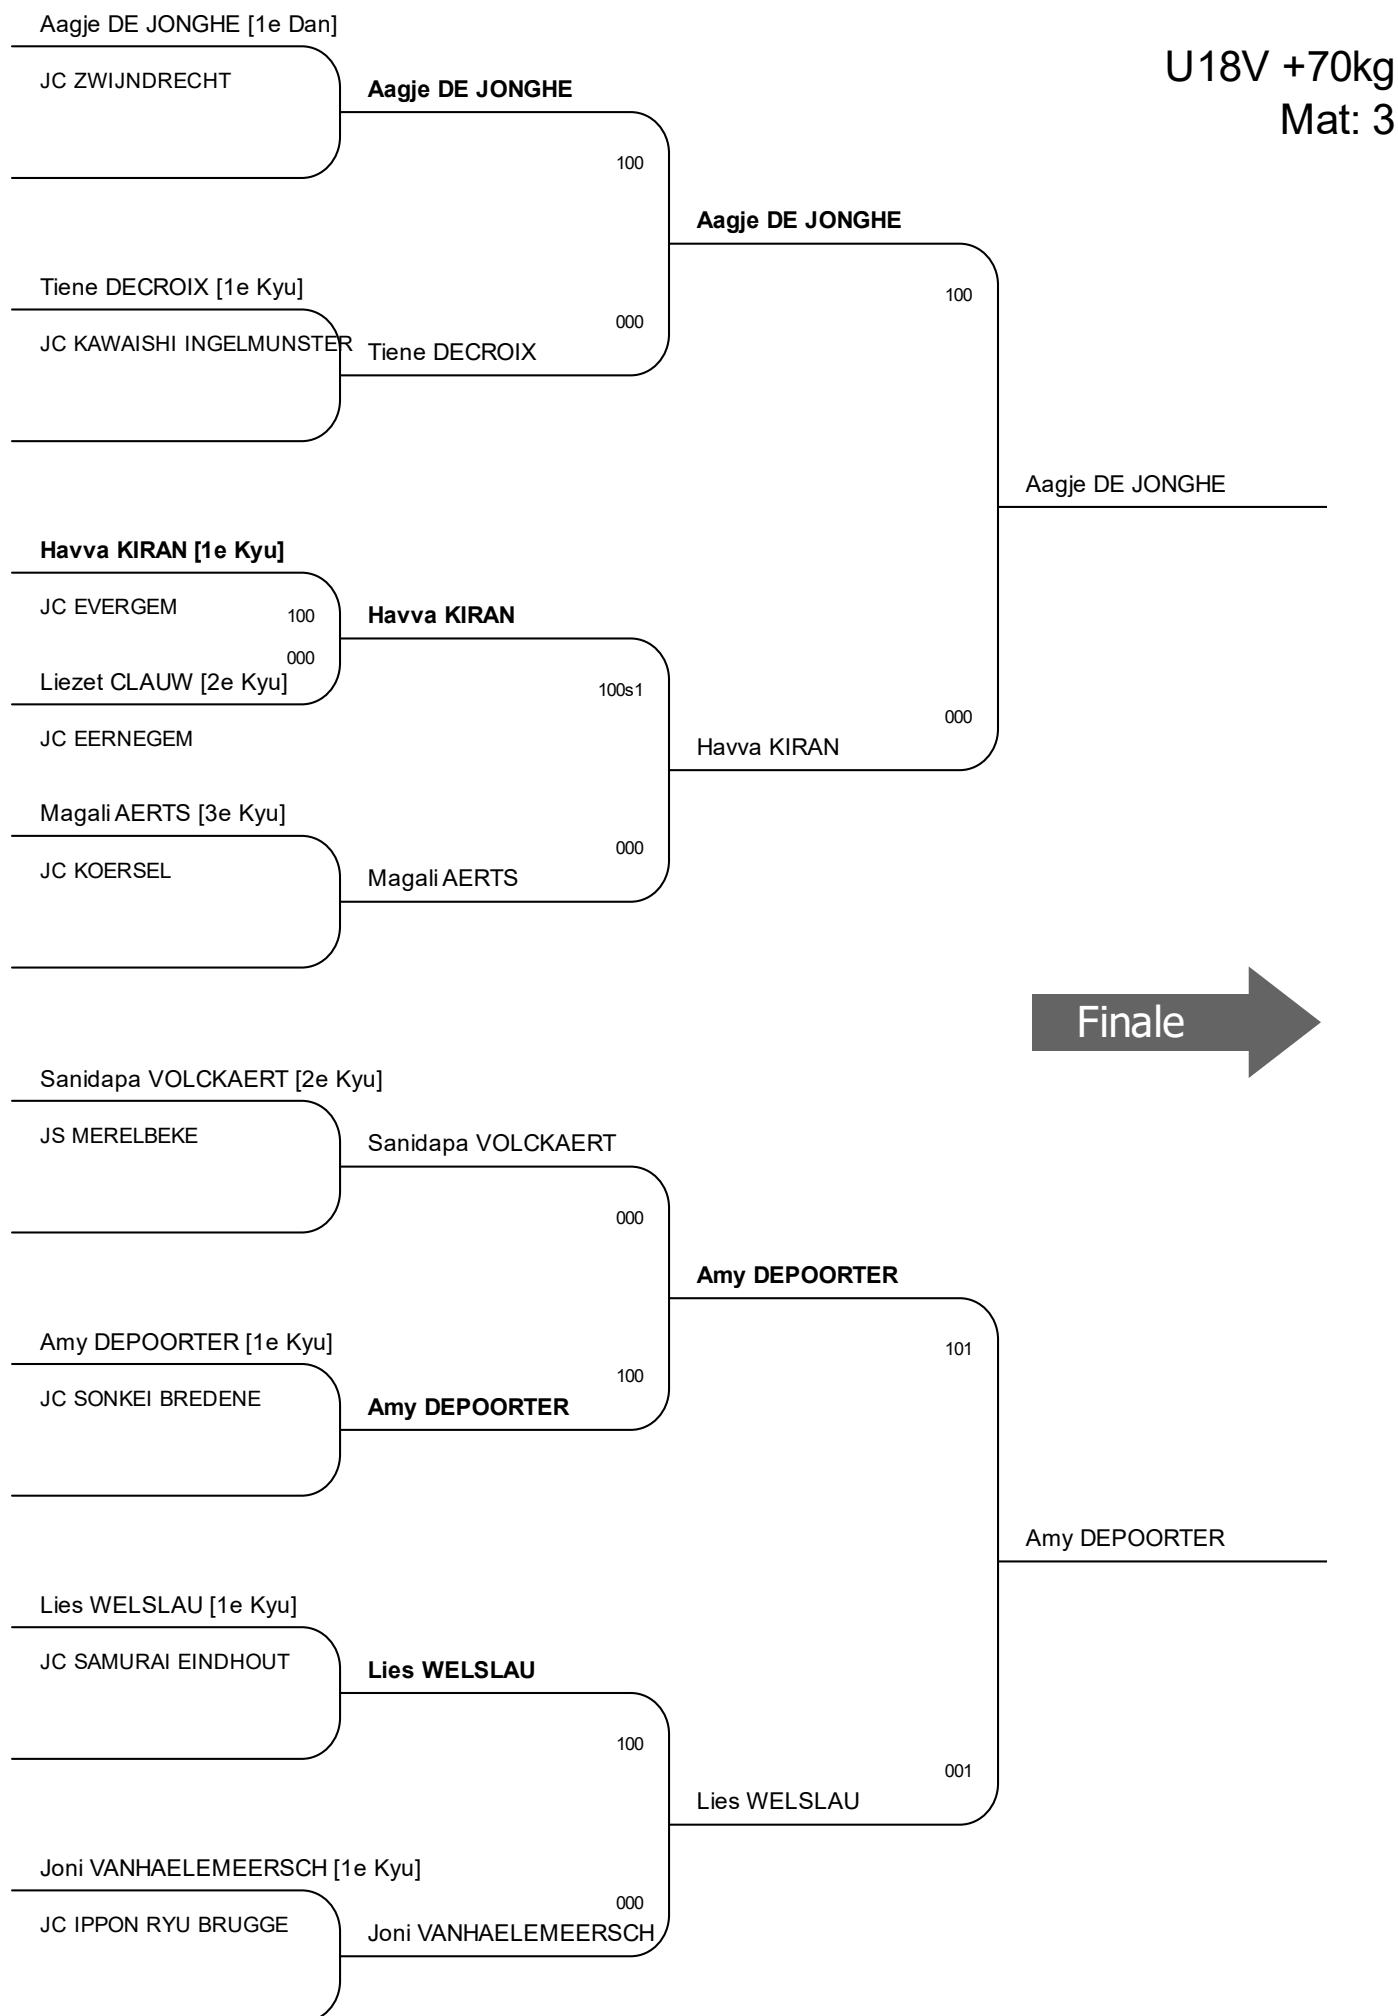 Aagje DE JONGHE [1e Dan]
U18V +70kg
JC ZWIJNDRECHT
Aagje DE JONGHE
Mat: 3
100
Aagje DE JONGHE
Tiene DECROIX [1e Kyu]
100
000
JC KAWAISHI INGELMUNSTER
Tiene DECROIX
Aagje DE JONGHE
Havva KIRAN [1e Kyu]
JC EVERGEM
100
Havva KIRAN
000
Liezet CLAUW [2e Kyu]
100s1
000
JC EERNEGEM
Havva KIRAN
Magali AERTS [3e Kyu]
000
JC KOERSEL
Magali AERTS
Finale
Sanidapa VOLCKAERT [2e Kyu]
JS MERELBEKE
Sanidapa VOLCKAERT
000
Amy DEPOORTER
Amy DEPOORTER [1e Kyu]
101
100
JC SONKEI BREDENE
Amy DEPOORTER
Amy DEPOORTER
Lies WELSLAU [1e Kyu]
JC SAMURAI EINDHOUT
Lies WELSLAU
100
001
Lies WELSLAU
Joni VANHAELEMEERSCH [1e Kyu]
000
JC IPPON RYU BRUGGE
Joni VANHAELEMEERSCH